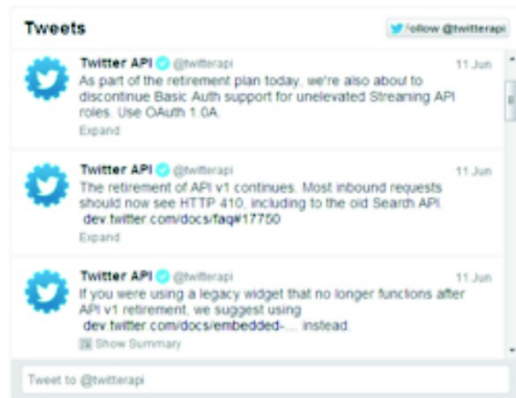 Tweets
Follow @twitterapi
Twitter API @twitterapi 11 Jun
As part of the retirement plan today, we're also about to
discontinue Basic Auth support for unelevated Streaming API
roles. Use OAuth 1.0A.
Expand
Twitter API @twitterapi 11 Jun
The retirement of API v1 continues. Most inbound requests
should now see HTTP 410, including to the old Search API.
dev.twitter.com/docs/faq#17750
Expand
Twitter API @twitterapi 11 Jun
If you were using a legacy widget that no longer functions after
API v1 retirement, we suggest using
dev.twitter.com/docs/embedded-… instead.
Show Summary
Tweet to @twitterapi